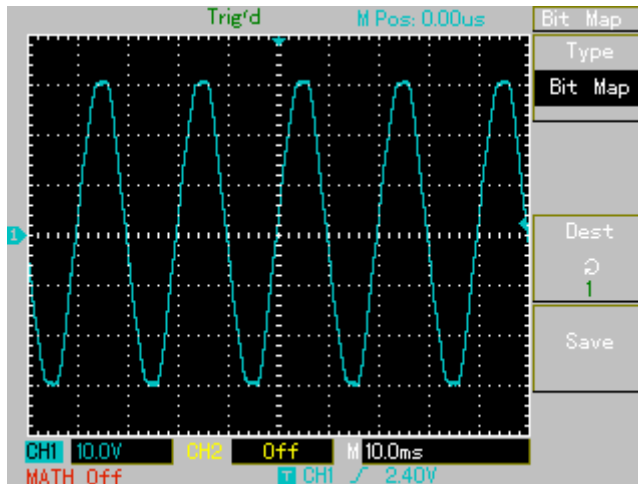 Trig'd M Pos: 0.00us Bit Map
Type
Bit Map
1
Dest
1
Save
CH1 10.0V CH2 Off M 10.0ms
MATH Off T CH1 2.40V